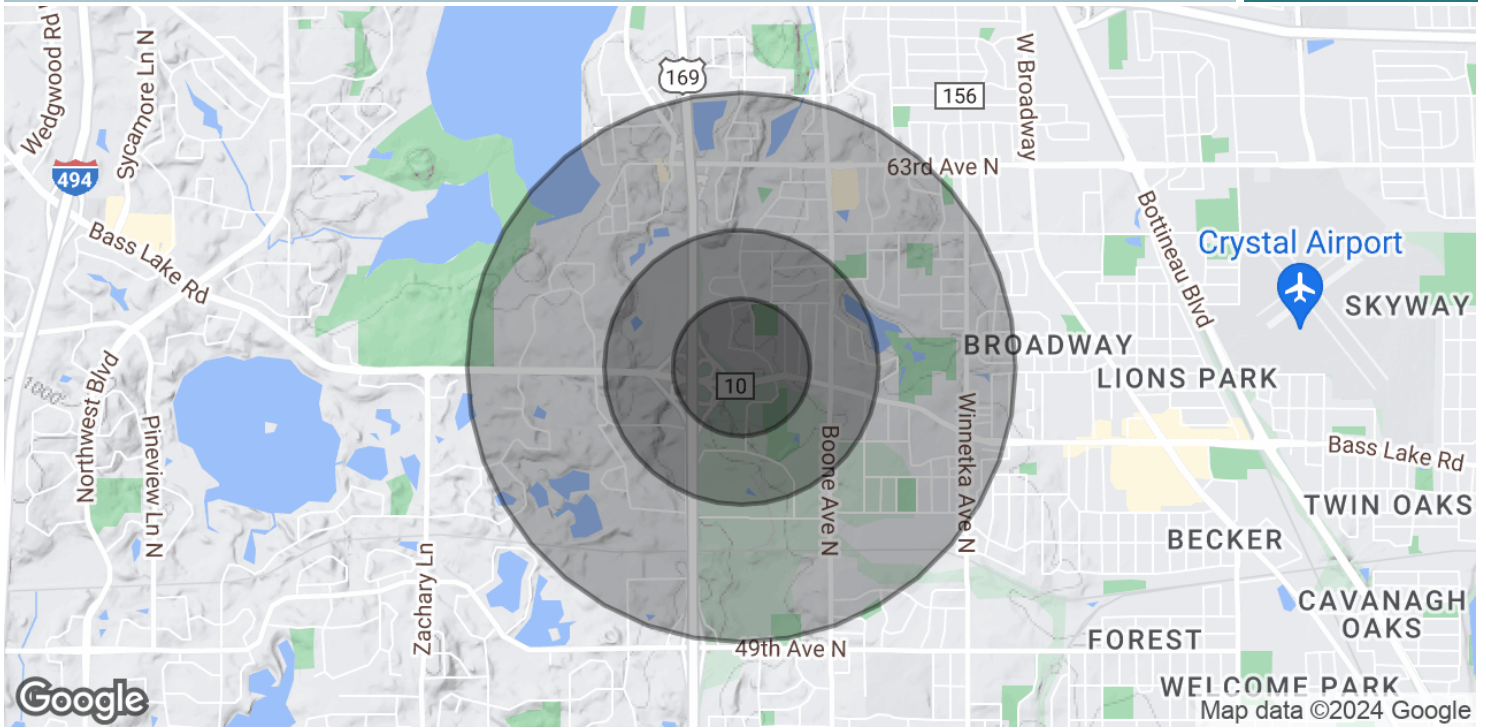 Wedgwood Rd
Sycamore Ln N
169
156
W Broadway
63rd Ave N
494
Bass Lake Rd
Bottineau Blvd
Crystal Airport
SKYWAY
BROADWAY
LIONS PARK
10
1000
Northwest Blvd
Pineview Ln N
Boone Ave N
Winnetka Ave N
Bass Lake Rd
TWIN OAKS
BECKER
Zachary Ln
CAVANAGH
OAKS
FOREST
49th Ave N
WELCOME PARK
Google
Map data ©2024 Google